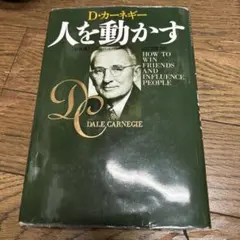 D・カーネギー
人を動かす
HOW TO
WIN
FRIENDS
AND
INFLUENCE
PEOPLE
DC
DALE CARNEGIE